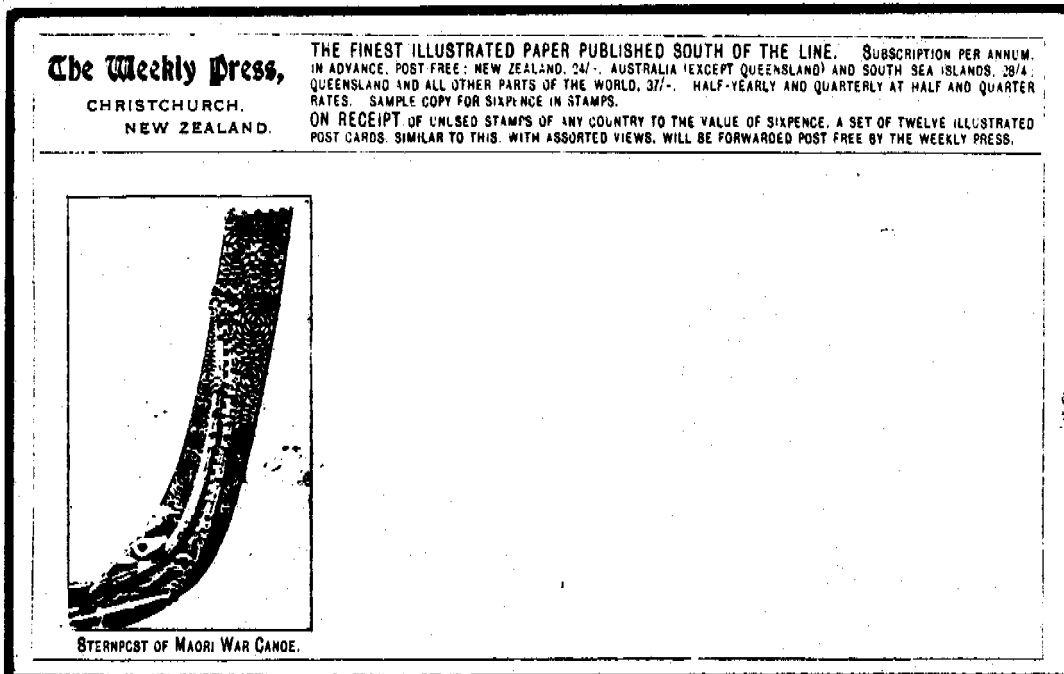 The Weekly Press,
CHRISTCHURCH,
NEW ZEALAND.
THE FINEST ILLUSTRATED PAPER PUBLISHED SOUTH OF THE LINE. SUBSCRIPTION PER ANNUM,
IN ADVANCE, POST-FREE: NEW ZEALAND, 24/-, AUSTRALIA (EXCEPT QUEENSLAND) AND SOUTH SEA ISLANDS, 28/4;
QUEENSLAND AND ALL OTHER PARTS OF THE WORLD, 37/-. HALF-YEARLY AND QUARTERLY AT HALF AND QUARTER
RATES. SAMPLE COPY FOR SIXPENCE IN STAMPS.
ON RECEIPT OF UNUSED STAMPS OF ANY COUNTRY TO THE VALUE OF SIXPENCE, A SET OF TWELVE ILLUSTRATED
POST CARDS, SIMILAR TO THIS, WITH ASSORTED VIEWS, WILL BE FORWARDED POST FREE BY THE WEEKLY PRESS.
STERNPOST OF MAORI WAR CANOE.